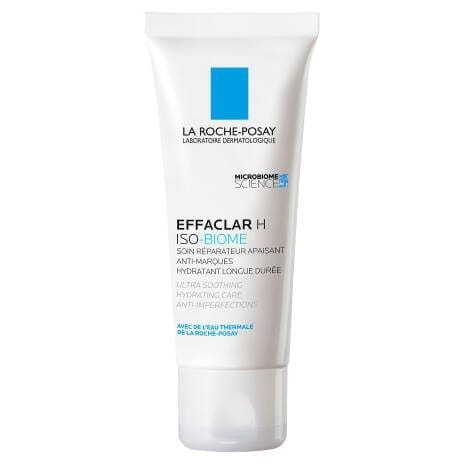 LA ROCHE-POSAY
LABORATOIRE DERMATOLOGIQUE
MICROBIOME
SCIENCE
EFFACLAR H
ISO-BIOME
SOIN RÉPARATEUR APAISANT
ANTI-MARQUES
HYDRATANT LONGUE DURÉE
ULTRA SOOTHING
HYDRATING CARE
ANTI-IMPERFECTIONS
AVEC DE L'EAU THERMALE
DE LA ROCHE-POSAY